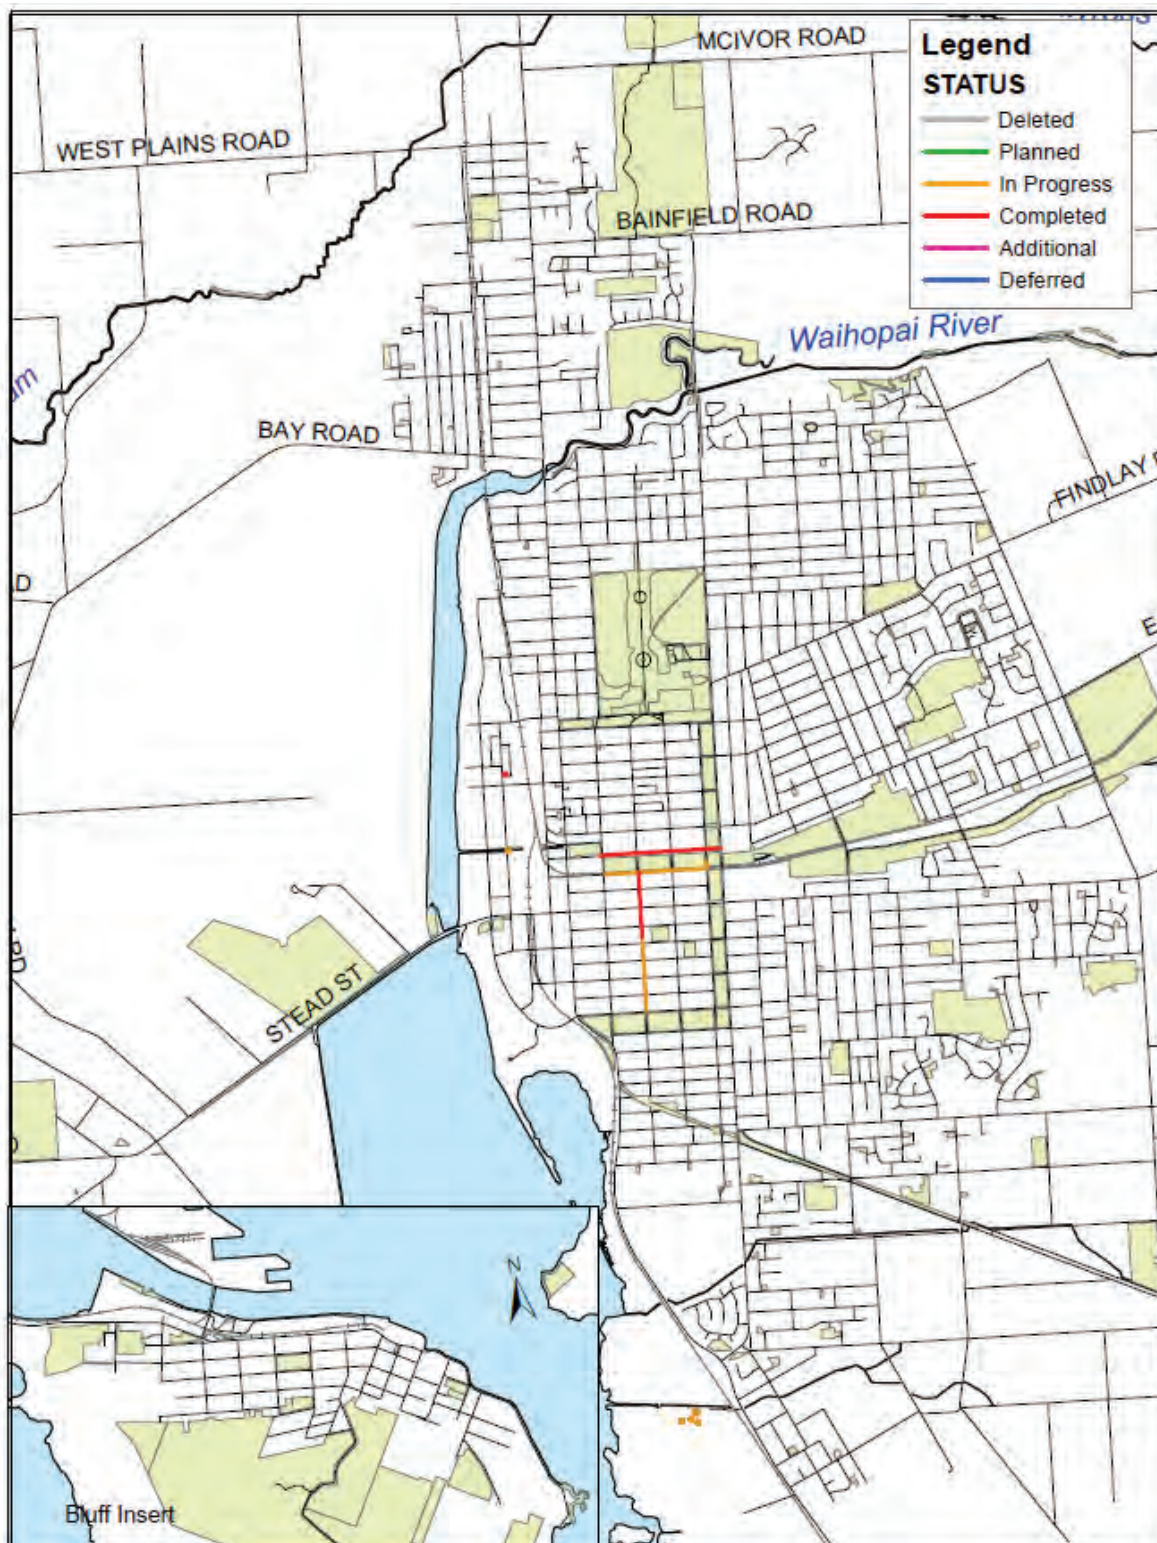 MCIVOR ROAD
Legend
STATUS
Deleted
Planned
In Progress
Completed
Additional
Deferred
WEST PLAINS ROAD
BAINFIELD ROAD
Waihopai River
am
BAY ROAD
FINDLAY
D
E
STEAD ST
N
Bluff Insert